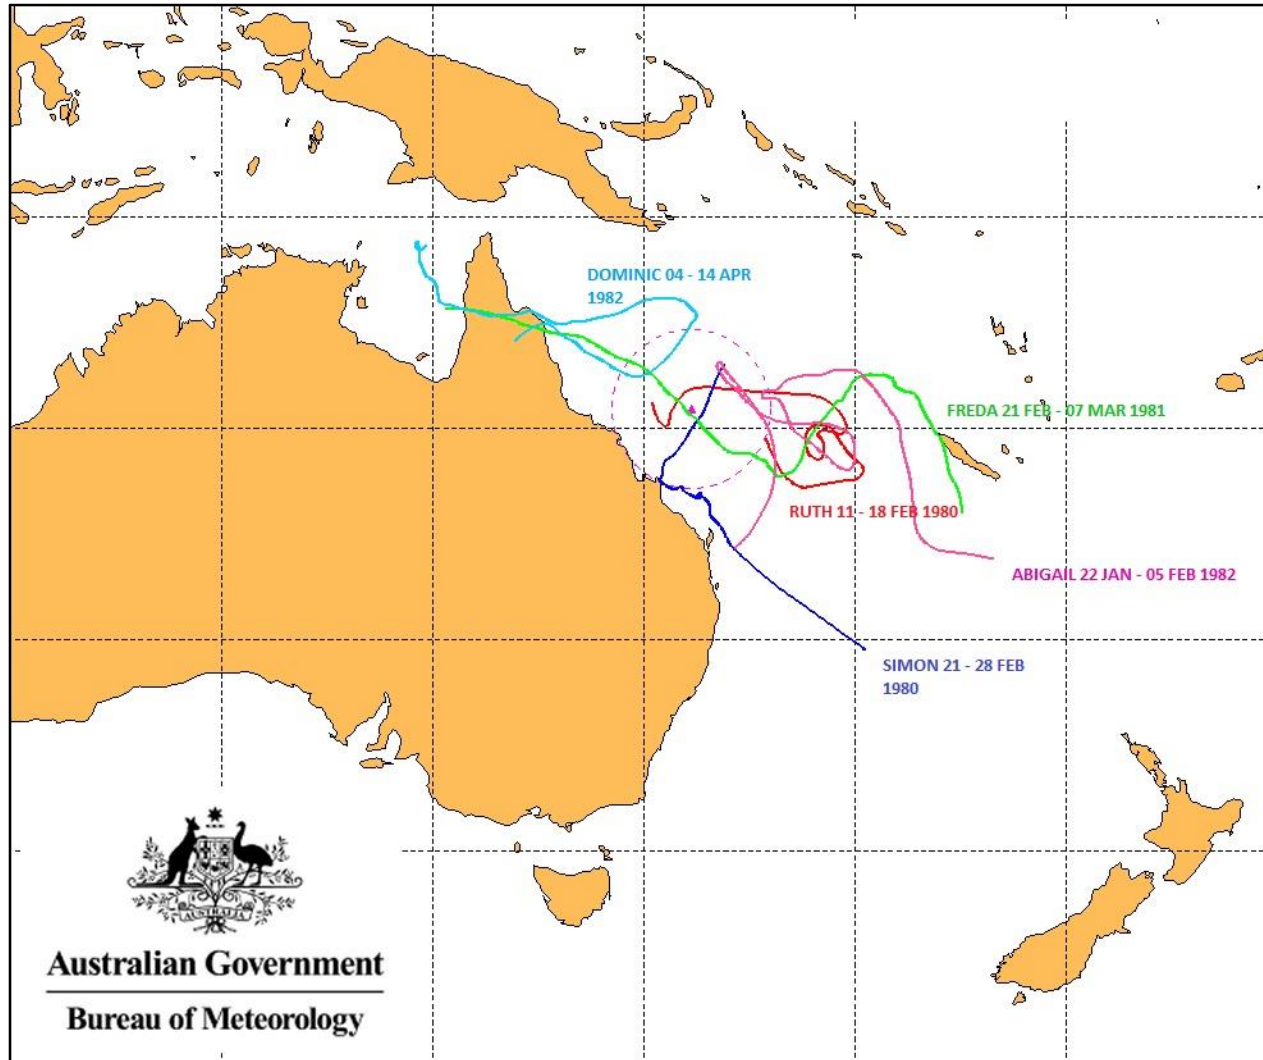 DOMINIC 04 - 14 APR
1982
FREDA 21 FEB - 07 MAR 1981
RUTH 11 - 18 FEB 1980
ABIGAIL 22 JAN - 05 FEB 1982
SIMON 21 - 28 FEB
1980
AUSTRALIA
Australian Government
Bureau of Meteorology